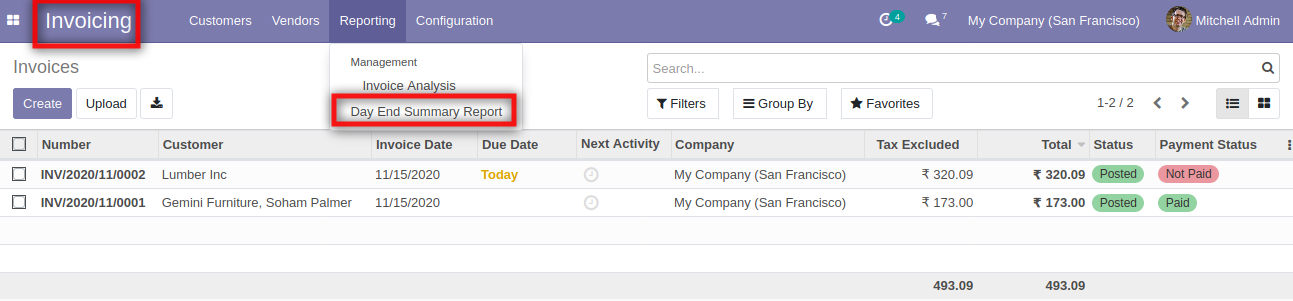 Invoicing Customers Vendors Reporting Configuration 4 7 My Company (San Francisco) Mitchell Admin
Invoices
Management
Search...
Invoice Analysis
Create Upload Day End Summary Report Filters Group By Favorites 1-2 / 2
Number Customer Invoice Date Due Date Next Activity Company Tax Excluded Total Status Payment Status
INV/2020/11/0002 Lumber Inc 11/15/2020 Today My Company (San Francisco) ₹ 320.09 ₹ 320.09 Posted Not Paid
INV/2020/11/0001 Gemini Furniture, Soham Palmer 11/15/2020 My Company (San Francisco) ₹ 173.00 ₹ 173.00 Posted Paid
493.09 493.09